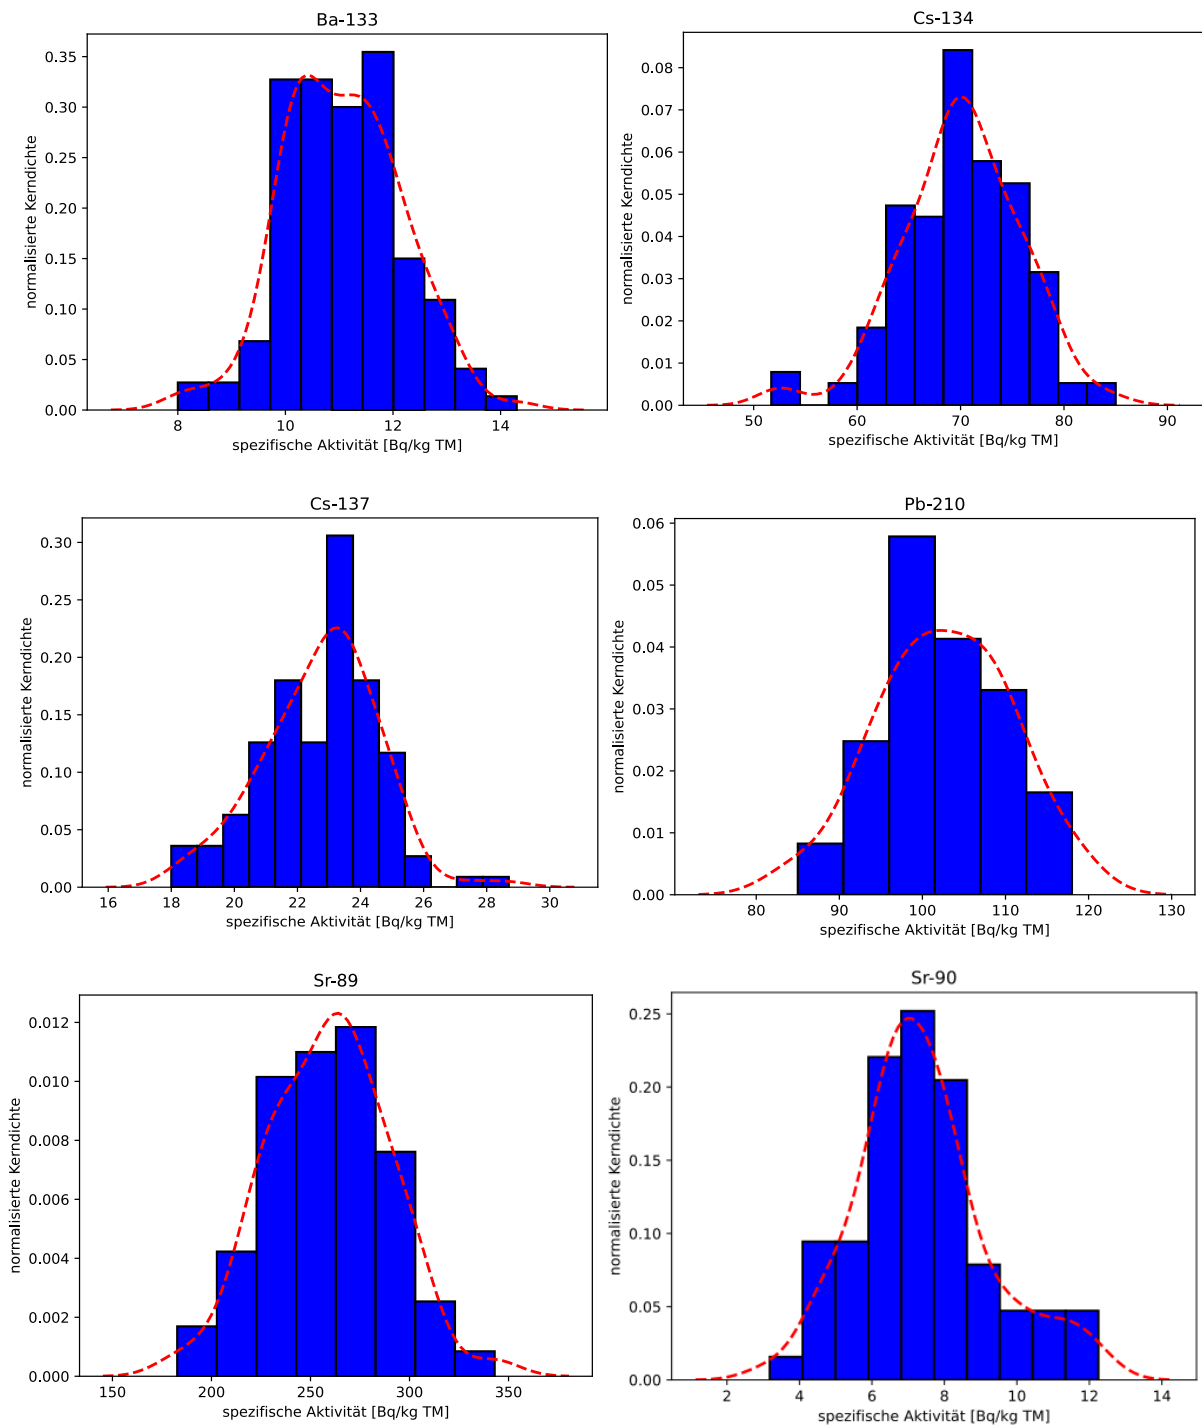 Ba-133
normalisierte Kerndichte
0.35
0.30
0.25
0.20
0.15
0.10
0.05
0.00
8 10 12 14
spezifische Aktivität [Bq/kg TM]
Cs-134
normalisierte Kerndichte
0.08
0.07
0.06
0.05
0.04
0.03
0.02
0.01
0.00
50 60 70 80 90
spezifische Aktivität [Bq/kg TM]
Cs-137
normalisierte Kerndichte
0.30
0.25
0.20
0.15
0.10
0.05
0.00
16 18 20 22 24 26 28 30
spezifische Aktivität [Bq/kg TM]
Pb-210
normalisierte Kerndichte
0.06
0.05
0.04
0.03
0.02
0.01
0.00
80 90 100 110 120 130
spezifische Aktivität [Bq/kg TM]
Sr-89
normalisierte Kerndichte
0.012
0.010
0.008
0.006
0.004
0.002
0.000
150 200 250 300 350
spezifische Aktivität [Bq/kg TM]
Sr-90
normalisierte Kerndichte
0.25
0.20
0.15
0.10
0.05
0.00
2 4 6 8 10 12 14
spezifische Aktivität [Bq/kg TM]